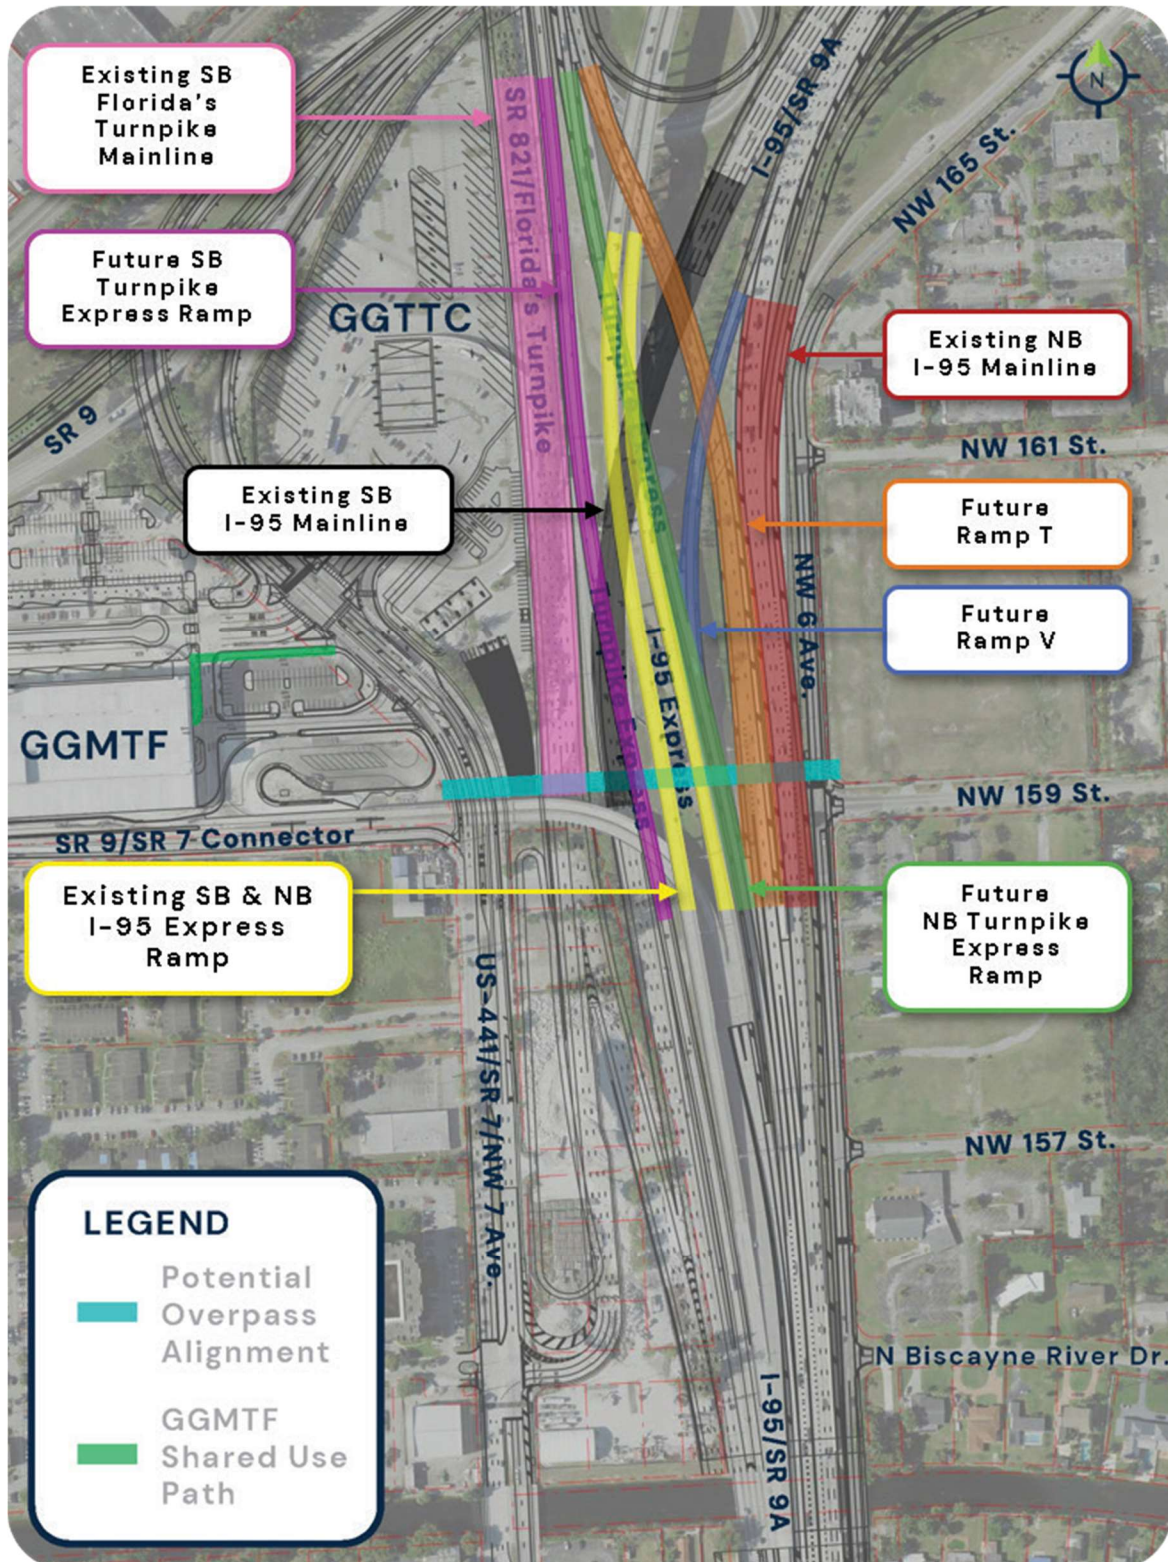 Existing SB
Florida's
Turnpike
Mainline
I-95/SR 9A
N
NW 165 St.
SR 821/Florida's Turnpike
Future SB
Turnpike
Express Ramp
GGTTC
Turnpike Express
Existing NB
I-95 Mainline
SR 9
NW 161 St.
Existing SB
I-95 Mainline
Future
Ramp T
NW 6 Ave.
Future
Ramp V
Turnpike Express
I-95 Express
GGMTF
NW 159 St.
SR 9/SR 7 Connector
Existing SB & NB
I-95 Express
Ramp
Future
NB Turnpike
Express
Ramp
US-441/SR 7/NW 7 Ave.
NW 157 St.
LEGEND
Potential
Overpass
Alignment
GGMTF
Shared Use
Path
N Biscayne River Dr.
I-95/SR 9A